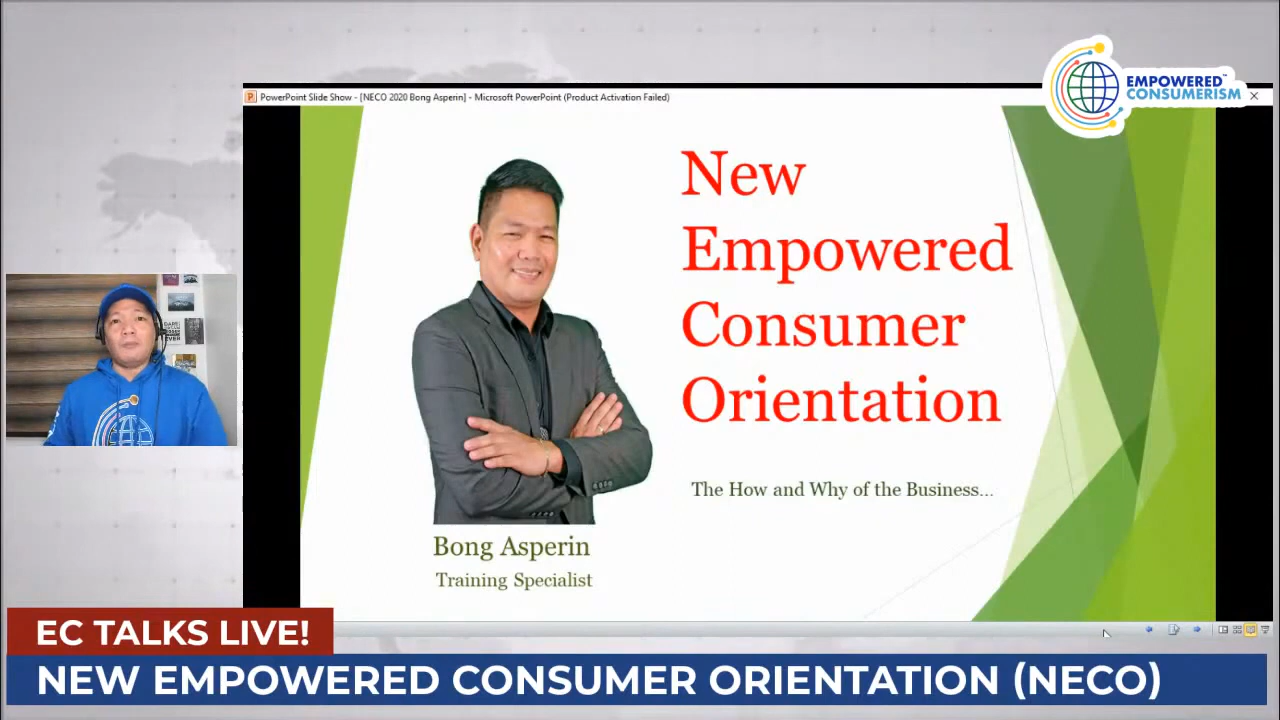 EMPOWERED™
CONSUMERISM
PowerPoint Slide Show - [NECO 2020 Bong Asperin] - Microsoft PowerPoint (Product Activation Failed)
New
Empowered
Consumer
Orientation
The How and Why of the Business...
Bong Asperin
Training Specialist
EC TALKS LIVE!
NEW EMPOWERED CONSUMER ORIENTATION (NECO)